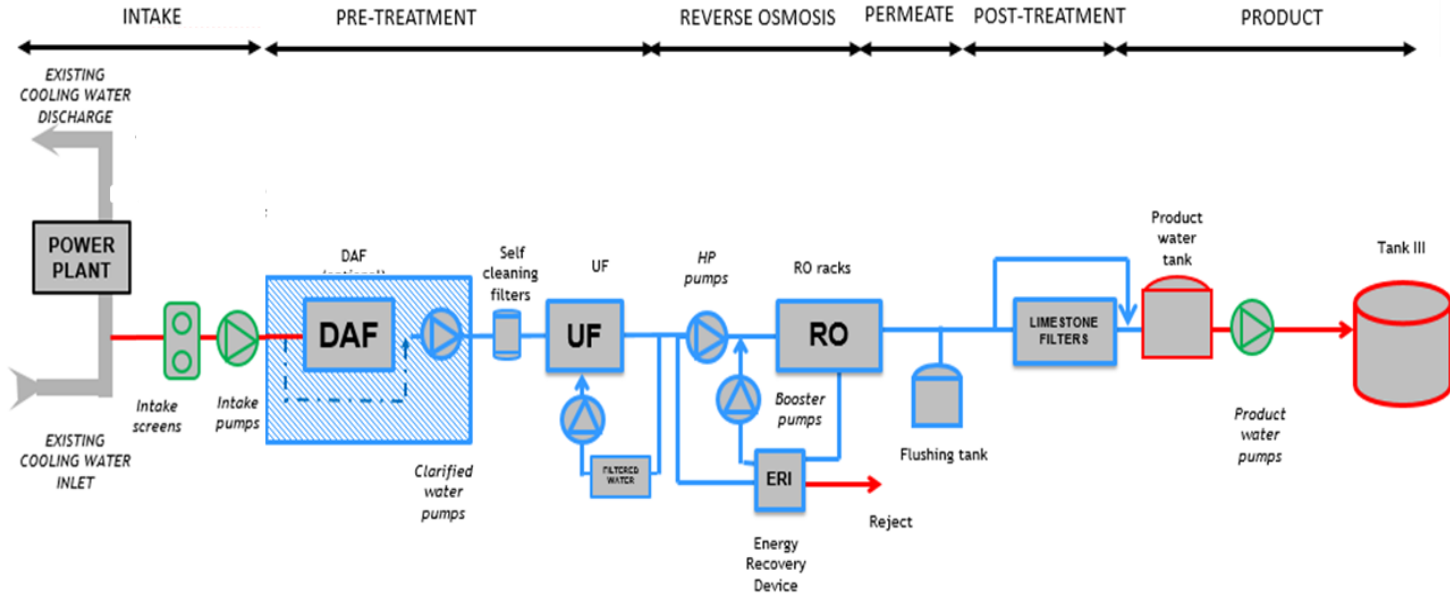 INTAKE
PRE-TREATMENT
REVERSE OSMOSIS
PERMEATE
POST-TREATMENT
PRODUCT
EXISTING
COOLING WATER
DISCHARGE
POWER
PLANT
EXISTING
COOLING WATER
INLET
Intake
screens
Intake
pumps
DAF
DAF
Clarified
water
pumps
Self
cleaning
filters
UF
UF
FILTERED
WATER
HP
pumps
RO racks
RO
Booster
pumps
ERI
Energy
Recovery
Device
Reject
Flushing tank
LIMESTONE
FILTERS
Product
water
tank
Product
water
pumps
Tank III